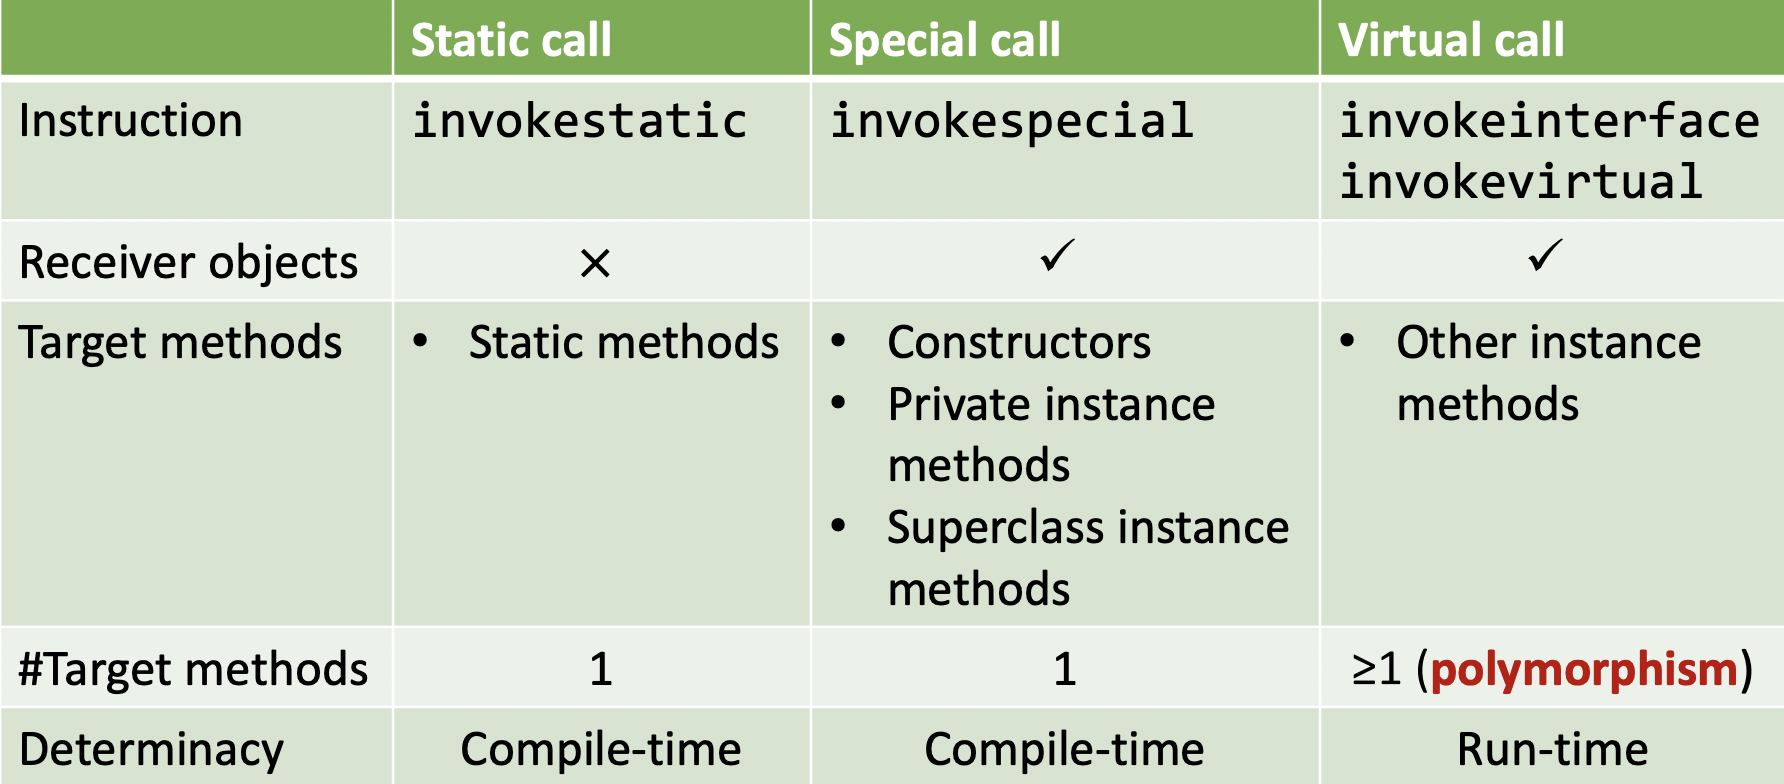 Static call Special call Virtual call
Instruction invokestatic invokespecial invokeinterface
invokevirtual
Receiver objects × ✓ ✓
Target methods • Static methods • Constructors • Other instance
• Private instance methods
methods
• Superclass instance
methods
#Target methods 1 1 ≥1 (polymorphism)
Determinacy Compile-time Compile-time Run-time